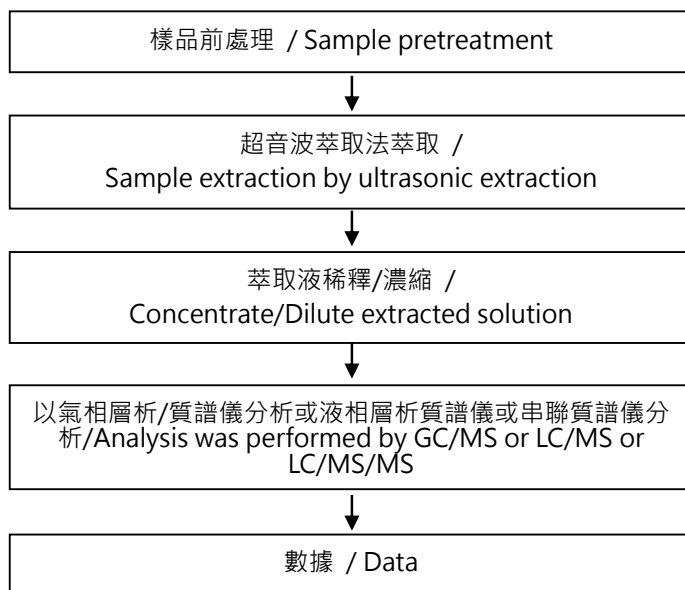 樣品前處理 / Sample pretreatment
超音波萃取法萃取 /
Sample extraction by ultrasonic extraction
萃取液稀釋/濃縮 /
Concentrate/Dilute extracted solution
以氣相層析/質譜儀分析或液相層析質譜儀或串聯質譜儀分
析/Analysis was performed by GC/MS or LC/MS or
LC/MS/MS
數據 / Data